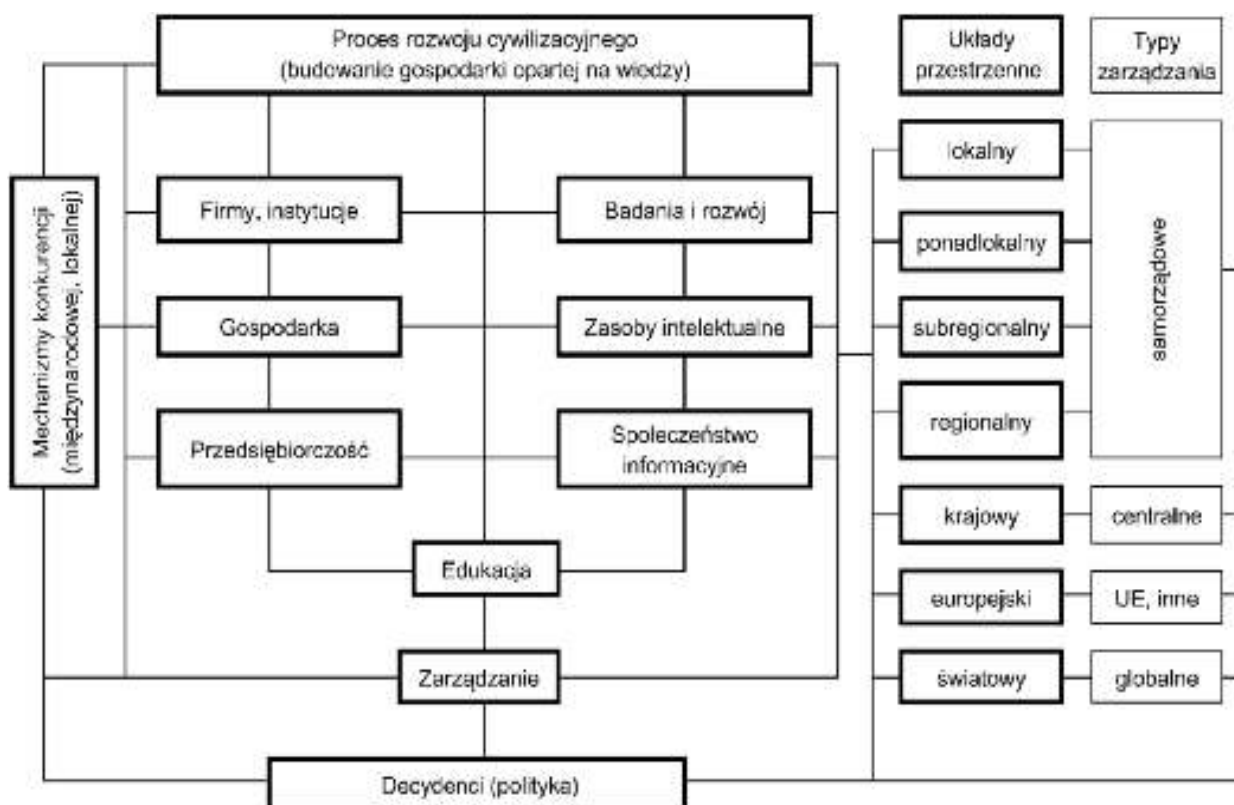 Proces rozwoju cywilizacyjnego
(budowanie gospodarki opartej na wiedzy)
Układy
przestrzenne
Typy
zarządzania
Mechanizmy konkurencji
(międzynarodowej, lokalnej)
Firmy, instytucje
Badania i rozwój
Gospodarka
Zasoby intelektualne
Przedsiębiorczość
Społeczeństwo
informacyjne
Edukacja
Zarządzanie
Decydenci (polityka)
lokalny
ponadlokalny
subregionalny
regionalny
samorządowe
krajowy
centralne
europejski
UE, inne
światowy
globalne